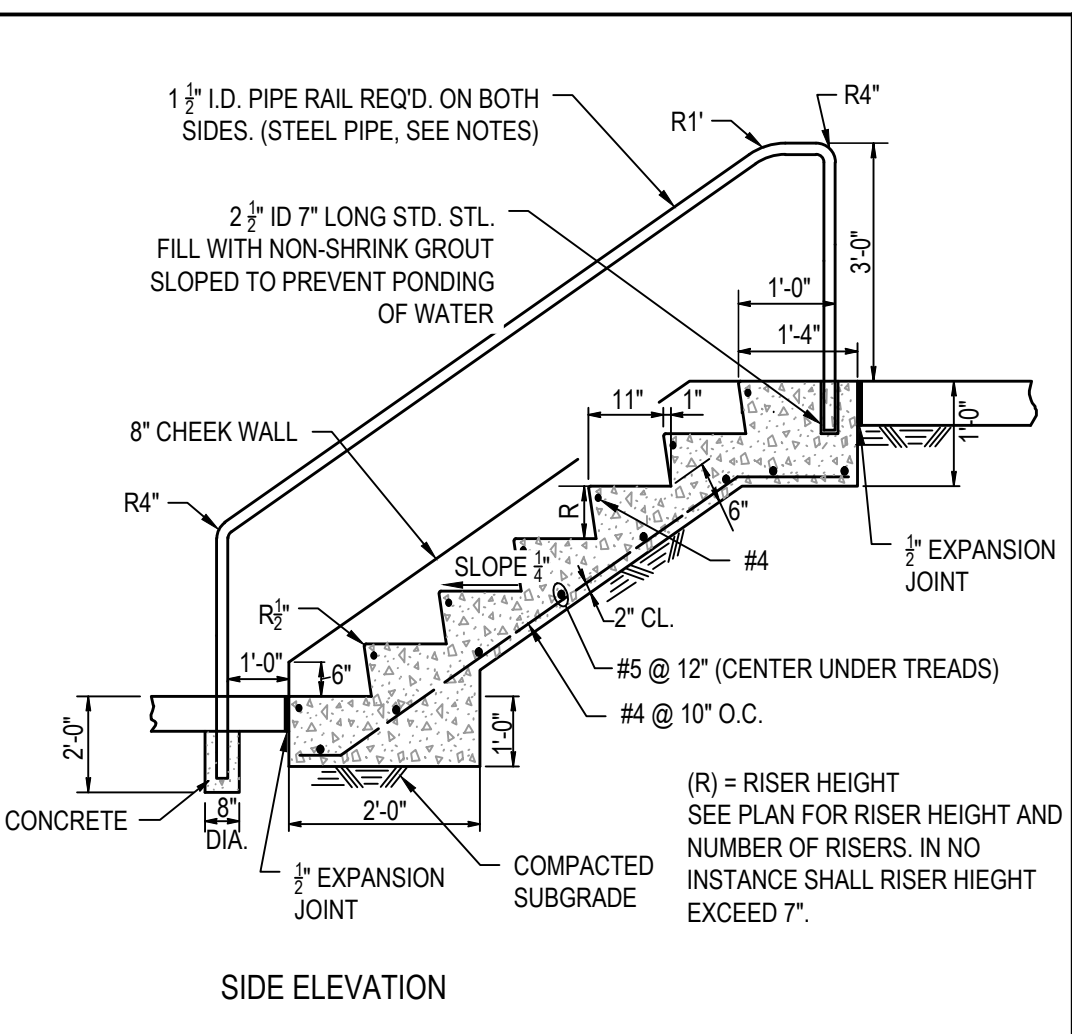 1 1/2" I.D. PIPE RAIL REQ'D. ON BOTH
SIDES. (STEEL PIPE, SEE NOTES)
R1'
R4"
2 1/2" ID 7" LONG STD. STL.
FILL WITH NON-SHRINK GROUT
SLOPED TO PREVENT PONDING
OF WATER
3'-0"
1'-0"
1'-4"
11"
1"
8" CHEEK WALL
1'-0"
R4"
R
6"
#4
1/2" EXPANSION
JOINT
SLOPE 1/4"
2" CL.
R1/2"
1'-0"
6"
#5 @ 12" (CENTER UNDER TREADS)
#4 @ 10" O.C.
2'-0"
1'-0"
CONCRETE
8"
DIA.
2'-0"
1/2" EXPANSION
JOINT
COMPACTED
SUBGRADE
(R) = RISER HEIGHT
SEE PLAN FOR RISER HEIGHT AND
NUMBER OF RISERS. IN NO
INSTANCE SHALL RISER HIEGHT
EXCEED 7".
SIDE ELEVATION